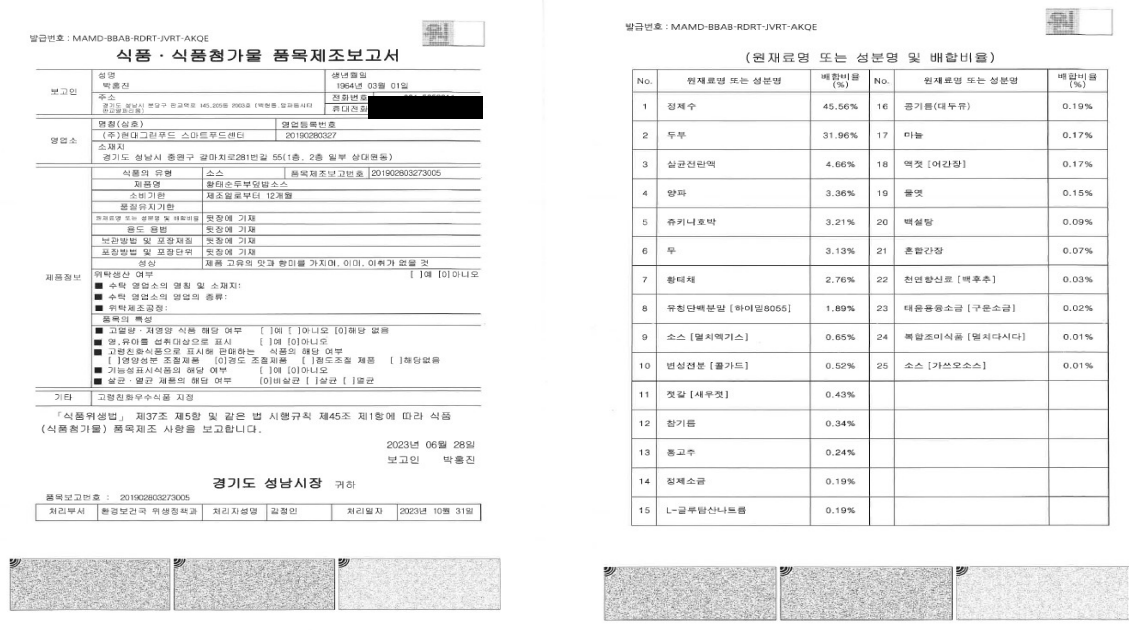 발급번호 : MAMD-BBAB-RDRT-JVRT-AKQE
식품 · 식품첨가물 품목제조보고서
보고인
성명
박홍진
생년월일
1964년 03월 01일
주소
전화번호
휴대전화
영업소
명칭(상호)
(주)현대그린푸드 스마트푸드센터
영업등록번호
20190280327
소재지
경기도 성남시 중원구 갈마치로281번길 55(1층, 2층 일부 상대원동)
제품정보
식품의 유형 소스 품목제조보고번호 201902803273005
제품명 황태순두부덮밥소스
소비기한 제조일로부터 12개월
품질유지기한
원재료명 또는 성분명 및 배합비율 뒷장에 기재
용도 용법 뒷장에 기재
보관방법 및 포장재질 뒷장에 기재
포장방법 및 포장단위 뒷장에 기재
성상 제품 고유의 맛과 향미를 가지며, 이미, 이취가 없을 것
위탁생산 여부 [ ]예 [O]아니오
■ 수탁 영업소의 명칭 및 소재지:
■ 수탁 영업소의 영업의 종류:
■ 위탁제조공정:
품목의 특성
■ 고열량 · 저영양 식품 해당 여부 [ ]예 [ ]아니오 [O]해당 없음
■ 영,유아를 섭취대상으로 표시 [ ]예 [O]아니오
■ 고령친화식품으로 표시해 판매하는 식품의 해당 여부
[ ]영양성분 조절제품 [O]경도 조절제품 [ ]점도조절 제품 [ ]해당없음
■ 기능성표시식품의 해당 여부 [ ]예 [O]아니오
■ 살균 · 멸균 제품의 해당 여부 [O]비살균 [ ]살균 [ ]멸균
기타 고령친화우수식품 지정
「식품위생법」 제37조 제5항 및 같은 법 시행규칙 제45조 제1항에 따라 식품
(식품첨가물) 품목제조 사항을 보고합니다.
2023년 06월 28일
보고인 박홍진
경기도 성남시장 귀하
품목보고번호 : 201902803273005
처리부서 환경보건국 위생정책과 처리자성명 김정인 처리일자 2023년 10월 31일
발급번호 : MAMD-BBAB-RDRT-JVRT-AKQE
(원재료명 또는 성분명 및 배합비율)
No. 원재료명 또는 성분명 배합비율 (%) No. 원재료명 또는 성분명 배합비율 (%)
1 정제수 45.56% 16 콩기름(대두유) 0.19%
2 두부 31.96% 17 마늘 0.17%
3 살균전란액 4.66% 18 액젓 [어간장] 0.17%
4 양파 3.36% 19 물엿 0.15%
5 쥬키니호박 3.21% 20 백설탕 0.09%
6 무 3.13% 21 혼합간장 0.07%
7 황태채 2.76% 22 천연향신료 [백후추] 0.03%
8 유청단백분말 [하이밀8055] 1.89% 23 태움용융소금 [구운소금] 0.02%
9 소스 [멸치엑기스] 0.65% 24 복합조미식품 [멸치다시다] 0.01%
10 변성전분 [콜가드] 0.52% 25 소스 [가쓰오소스] 0.01%
11 젓갈 [새우젓] 0.43%
12 참기름 0.34%
13 홍고추 0.24%
14 정제소금 0.19%
15 L-글루탐산나트륨 0.19%